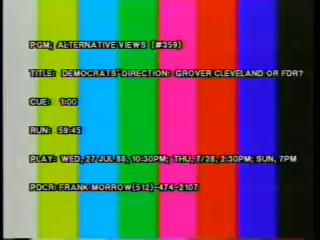 PGM: ALTERNATIVE VIEWS (#359)
TITLE: DEMOCRATS' DIRECTION: GROVER CLEVELAND OR FDR?
CUE: 1:00
RUN: 59:45
PLAY: WED, 27 JUL 88, 10:30PM; THU, 7/28, 2:30PM; SUN, 7PM
PDCR: FRANK MORROW(512)-474-2107